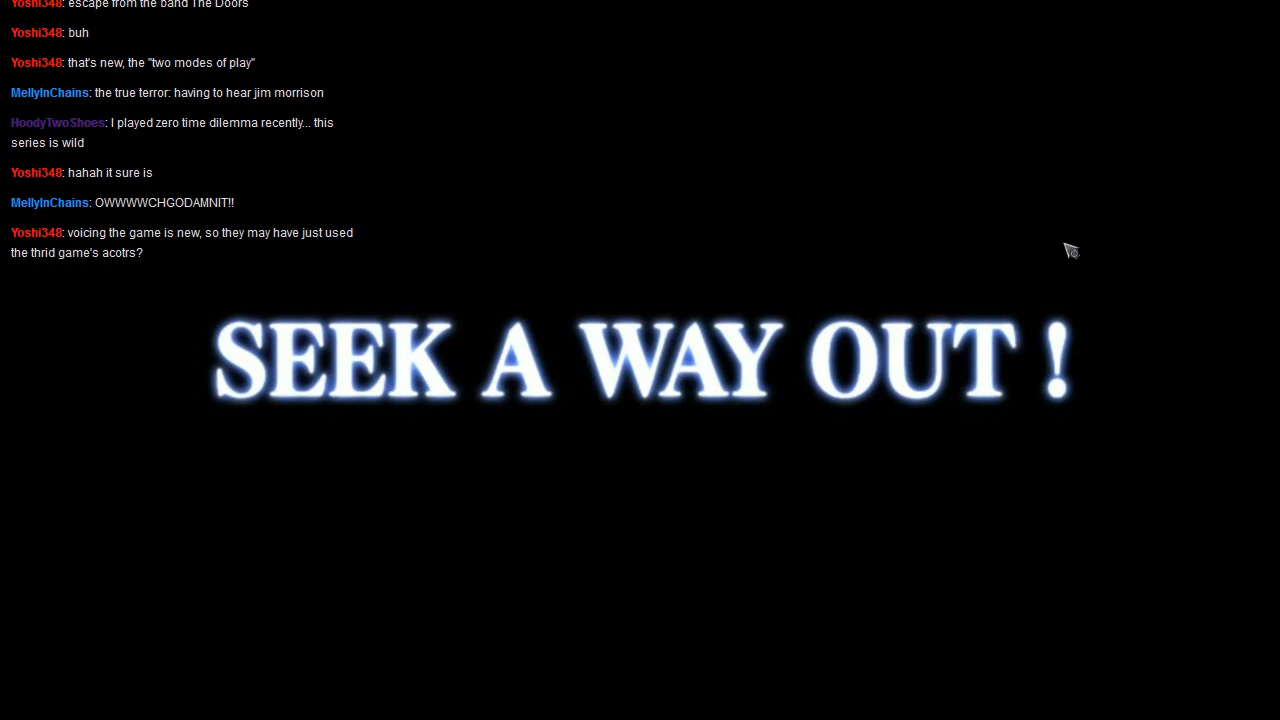 Yoshi348: escape from the band The Doors
Yoshi348: buh
Yoshi348: that's new, the "two modes of play"
MellyInChains: the true terror: having to hear jim morrison
HoodyTwoShoes: I played zero time dilemma recently... this
series is wild
Yoshi348: hahah it sure is
MellyInChains: OWWWWCHGODAMNIT!!
Yoshi348: voicing the game is new, so they may have just used
the thrid game's acotrs?
SEEK A WAY OUT !